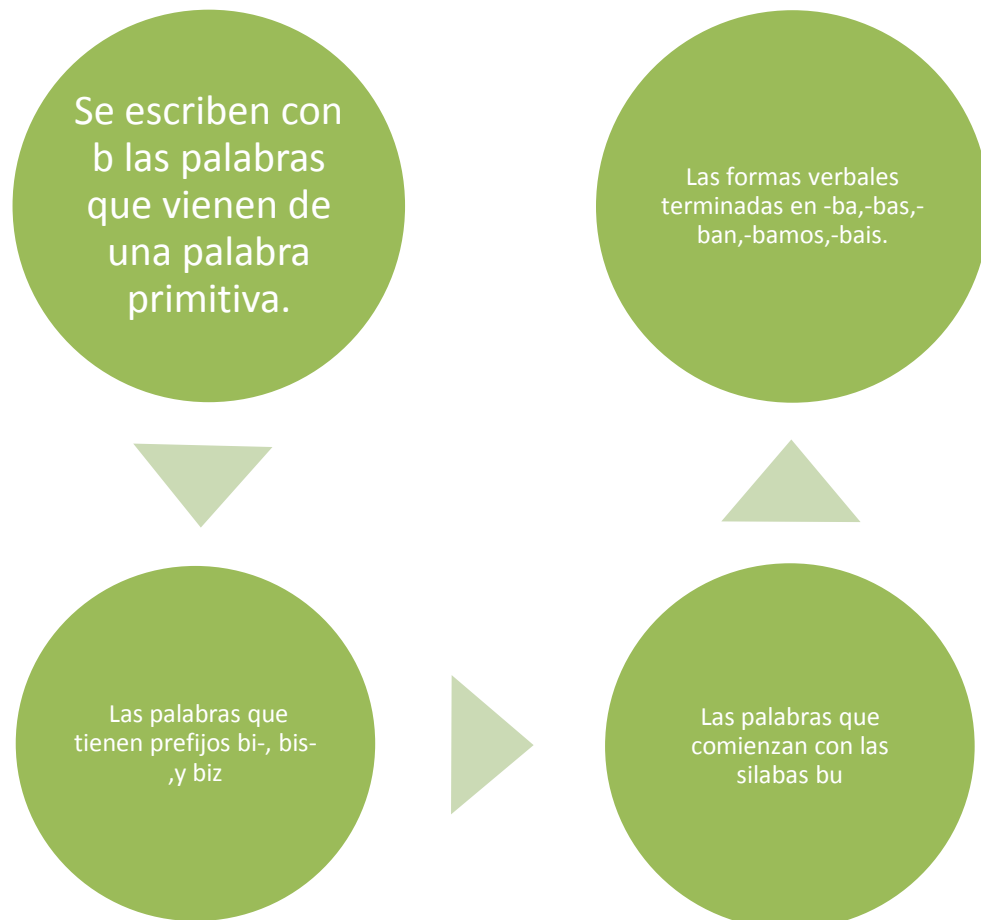 Se escriben con
b las palabras
que vienen de
una palabra
primitiva.
Las palabras que
tienen prefijos bi-, bis-
,y biz
Las palabras que
comienzan con las
silabas bu
Las formas verbales
terminadas en -ba,-bas,-
ban,-bamos,-bais.